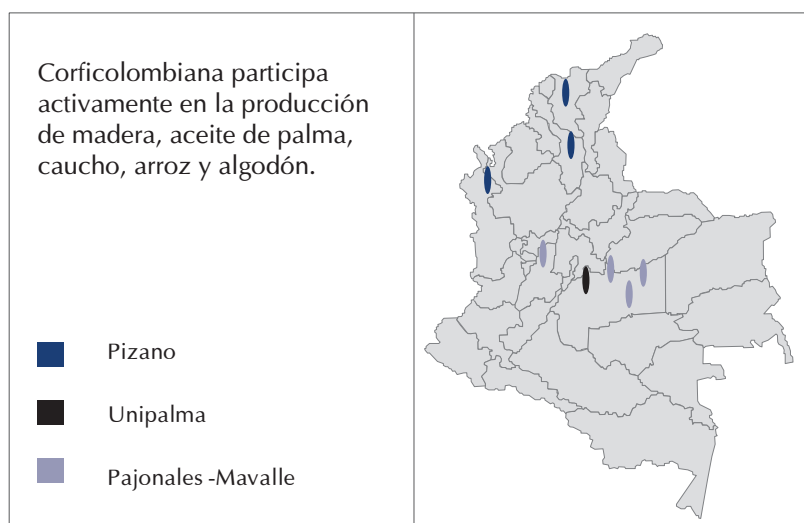 Corficolombiana participa
activamente en la producción
de madera, aceite de palma,
caucho, arroz y algodón.
Pizano
Unipalma
Pajonales -Mavalle